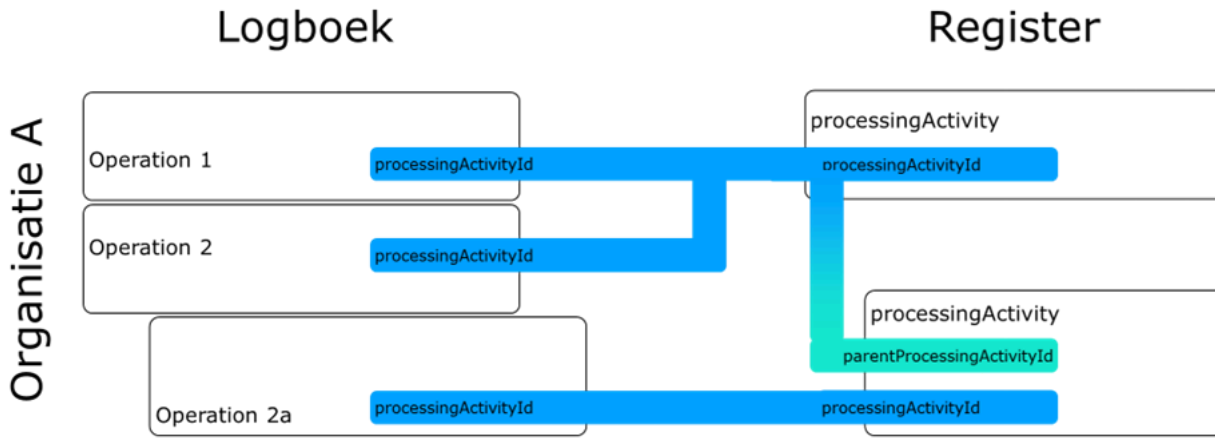 Logboek
Register
Organisatie A
processingActivity
Operation 1
processingActivityId
processingActivityId
Operation 2
processingActivityId
processingActivity
parentProcessingActivityId
Operation 2a
processingActivityId
processingActivityId